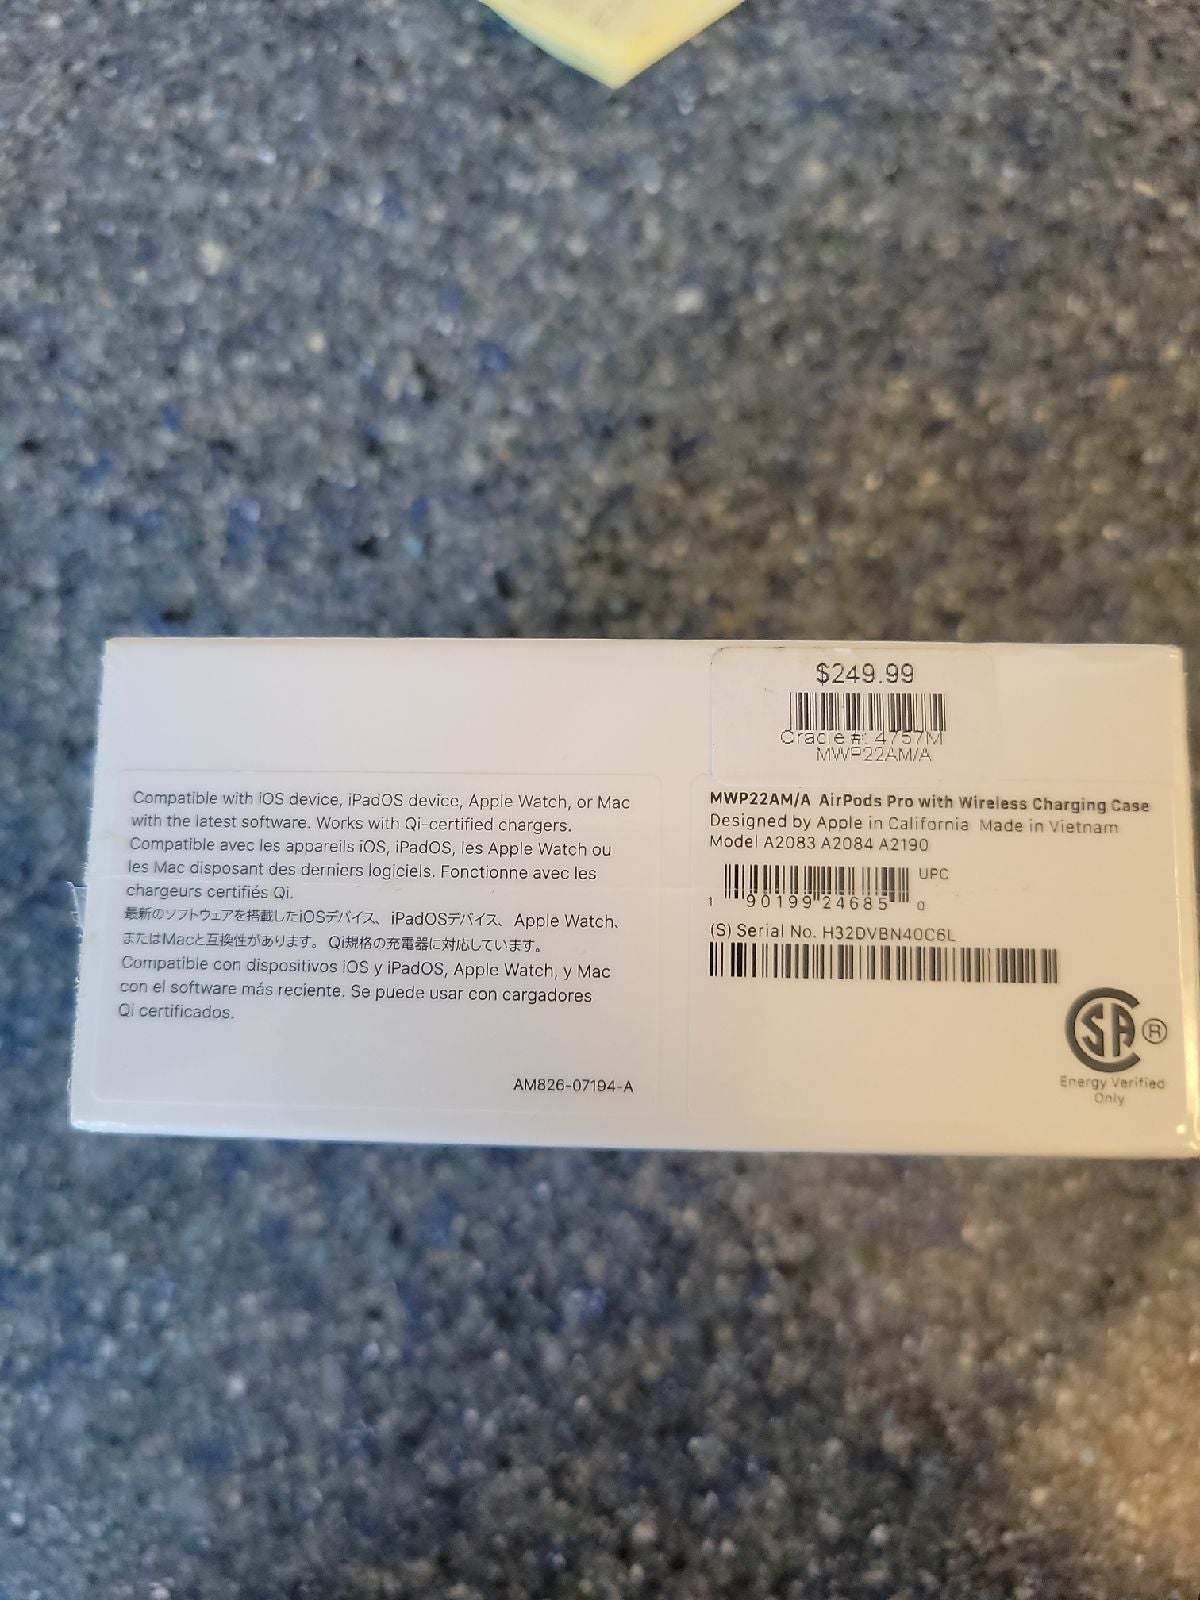 $249.99
Cradle #: 4757M
MWP22AM/A
Compatible with iOS device, iPadOS device, Apple Watch, or Mac
with the latest software. Works with Qi-certified chargers.
Compatible avec les appareils iOS, iPadOS, les Apple Watch ou
les Mac disposant des derniers logiciels. Fonctionne avec les
chargeurs certifiés Qi.
最新のソフトウェアを搭載したiOSデバイス、iPadOSデバイス、Apple Watch、
またはMacと互換性があります。Qi規格の充電器に対応しています。
Compatible con dispositivos iOS y iPadOS, Apple Watch, y Mac
con el software más reciente. Se puede usar con cargadores
Qi certificados.
AM826-07194-A
MWP22AM/A AirPods Pro with Wireless Charging Case
Designed by Apple in California Made in Vietnam
Model A2083 A2084 A2190
UPC
1 90199 24685 0
(S) Serial No. H32DVBN40C6L
CSA ®
Energy Verified
Only